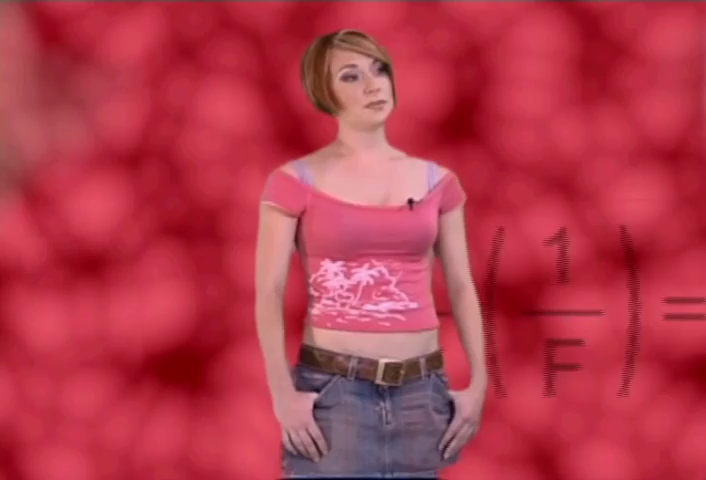 (1/F) =